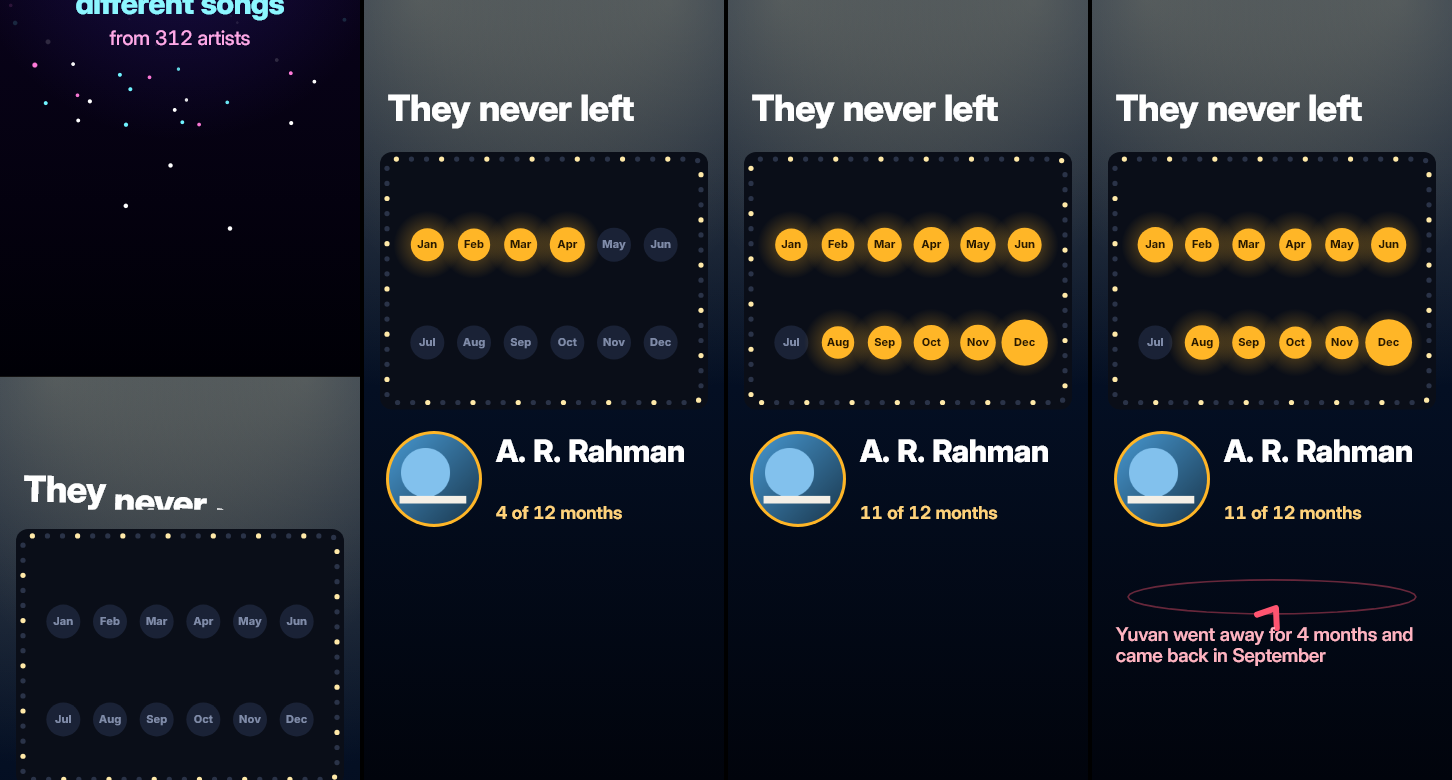 different songs
from 312 artists
They never
Jan Feb Mar Apr May Jun
Jul Aug Sep Oct Nov Dec
They never left
Jan Feb Mar Apr May Jun
Jul Aug Sep Oct Nov Dec
A. R. Rahman
4 of 12 months
They never left
Jan Feb Mar Apr May Jun
Jul Aug Sep Oct Nov Dec
A. R. Rahman
11 of 12 months
They never left
Jan Feb Mar Apr May Jun
Jul Aug Sep Oct Nov Dec
A. R. Rahman
11 of 12 months
Yuvan went away for 4 months and
came back in September